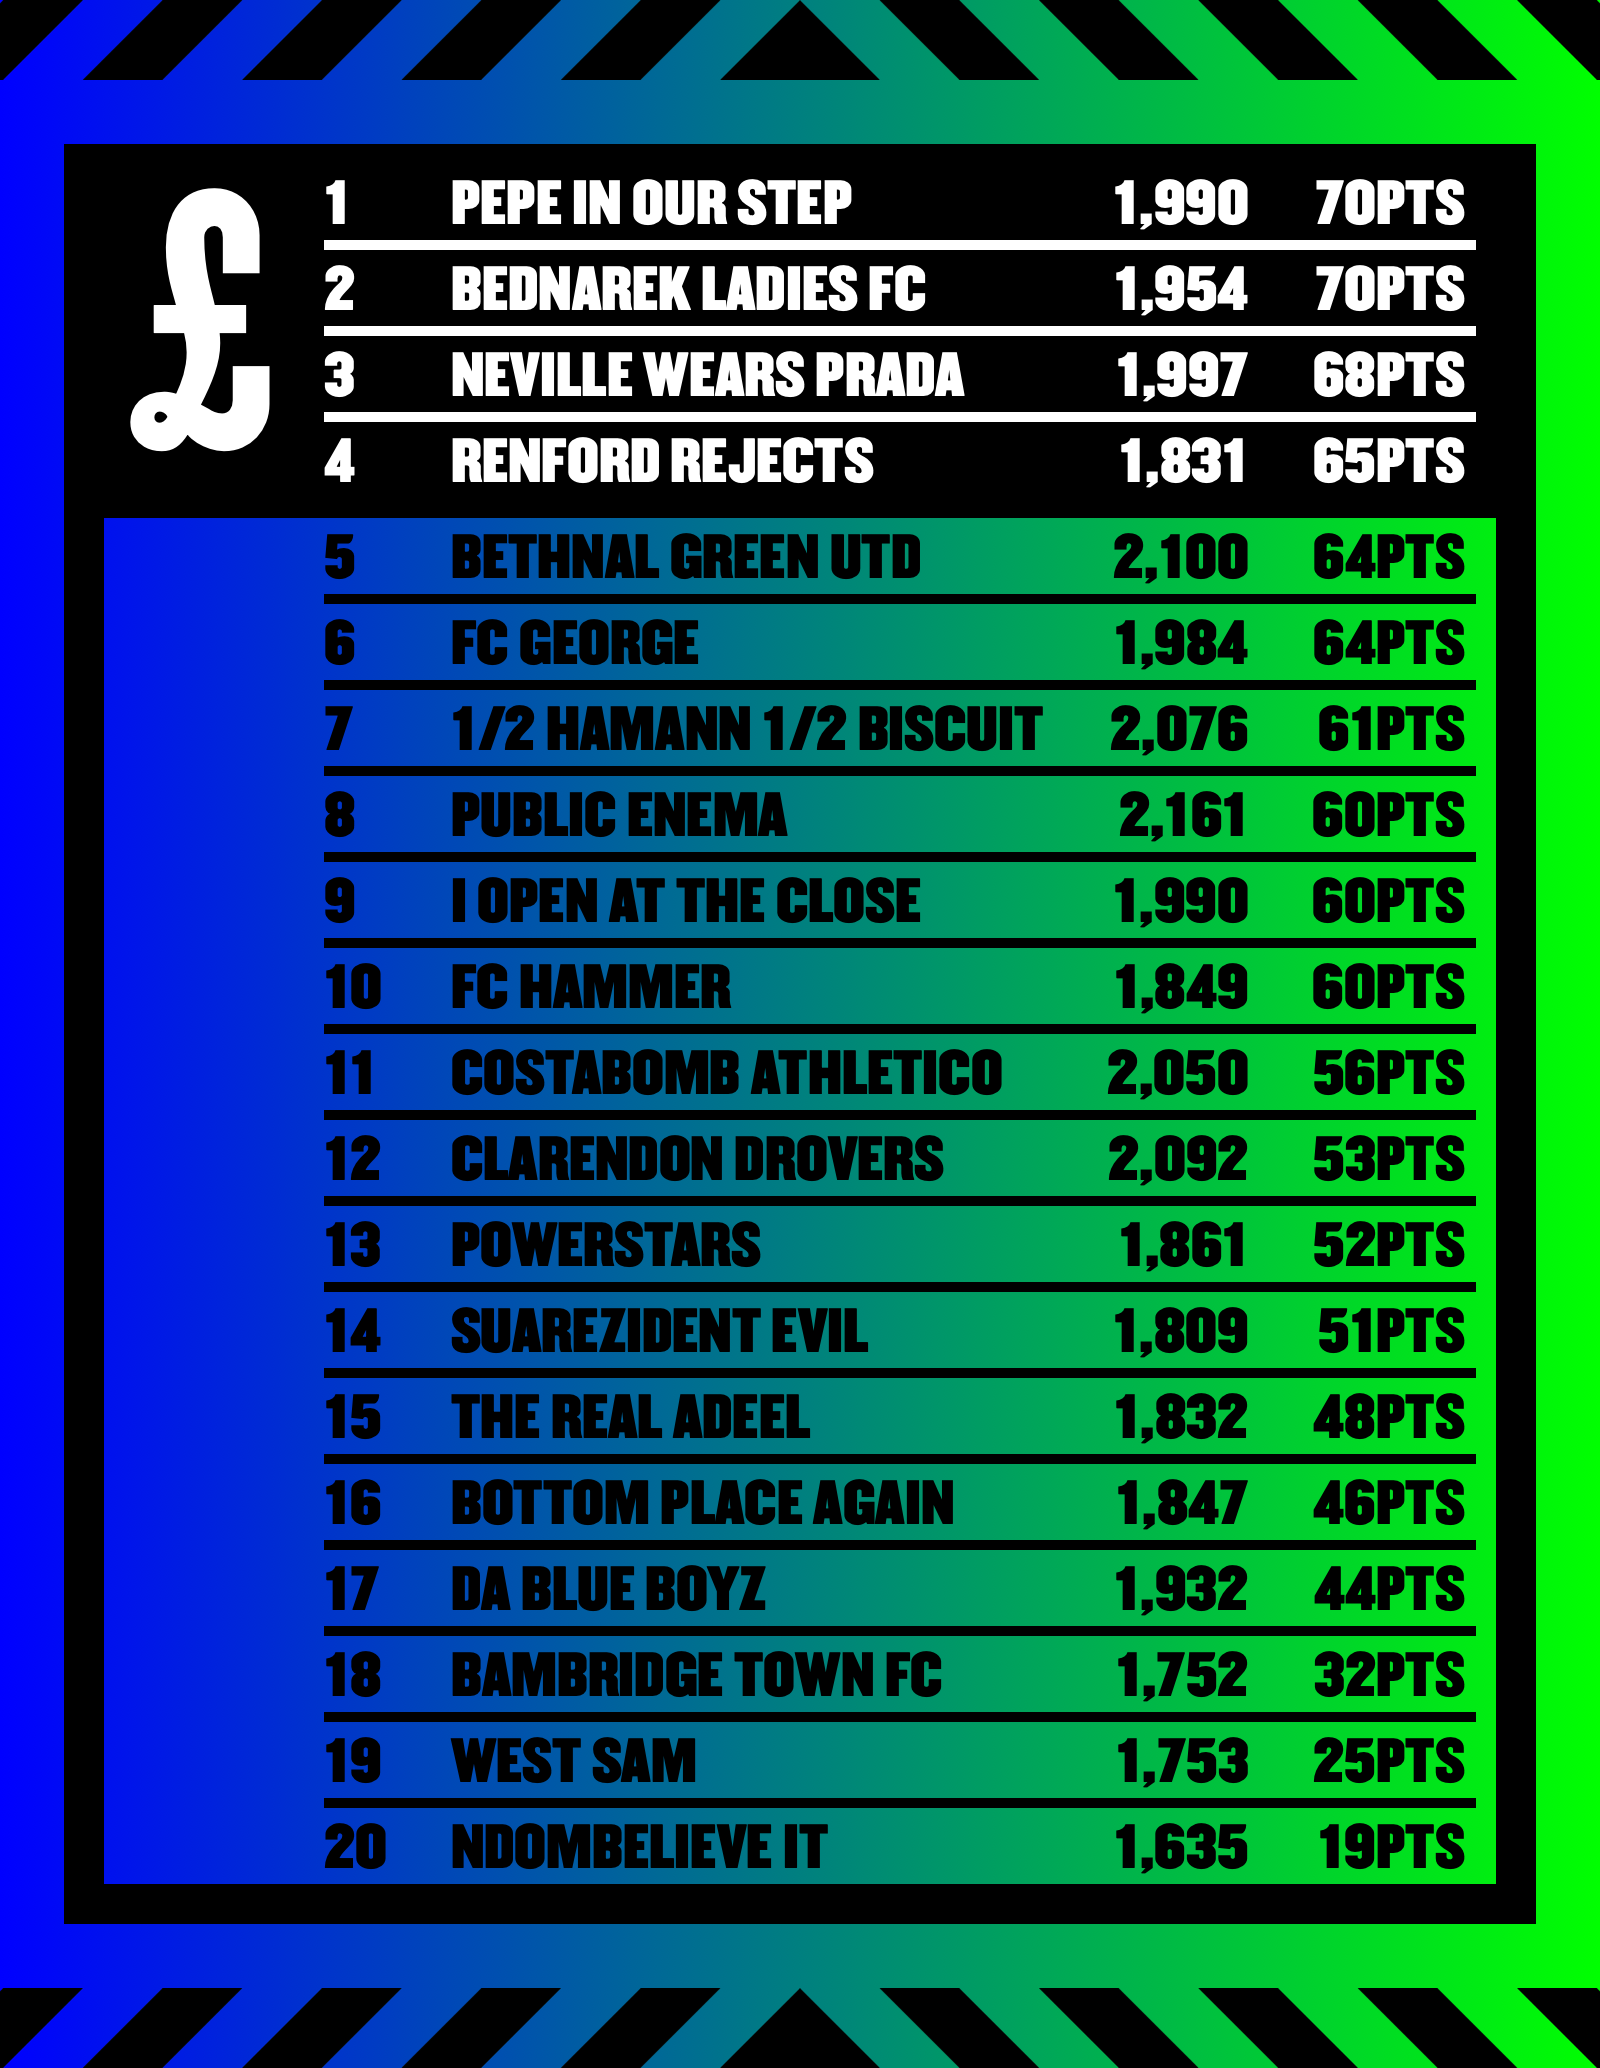 £
1 PEPE IN OUR STEP 1,990 70PTS
2 BEDNAREK LADIES FC 1,954 70PTS
3 NEVILLE WEARS PRADA 1,997 68PTS
4 RENFORD REJECTS 1,831 65PTS
5 BETHNAL GREEN UTD 2,100 64PTS
6 FC GEORGE 1,984 64PTS
7 1/2 HAMANN 1/2 BISCUIT 2,076 61PTS
8 PUBLIC ENEMA 2,161 60PTS
9 I OPEN AT THE CLOSE 1,990 60PTS
10 FC HAMMER 1,849 60PTS
11 COSTABOMB ATHLETICO 2,050 56PTS
12 CLARENDON DROVERS 2,092 53PTS
13 POWERSTARS 1,861 52PTS
14 SUAREZIDENT EVIL 1,809 51PTS
15 THE REAL ADEEL 1,832 48PTS
16 BOTTOM PLACE AGAIN 1,847 46PTS
17 DA BLUE BOYZ 1,932 44PTS
18 BAMBRIDGE TOWN FC 1,752 32PTS
19 WEST SAM 1,753 25PTS
20 NDOMBELIEVE IT 1,635 19PTS